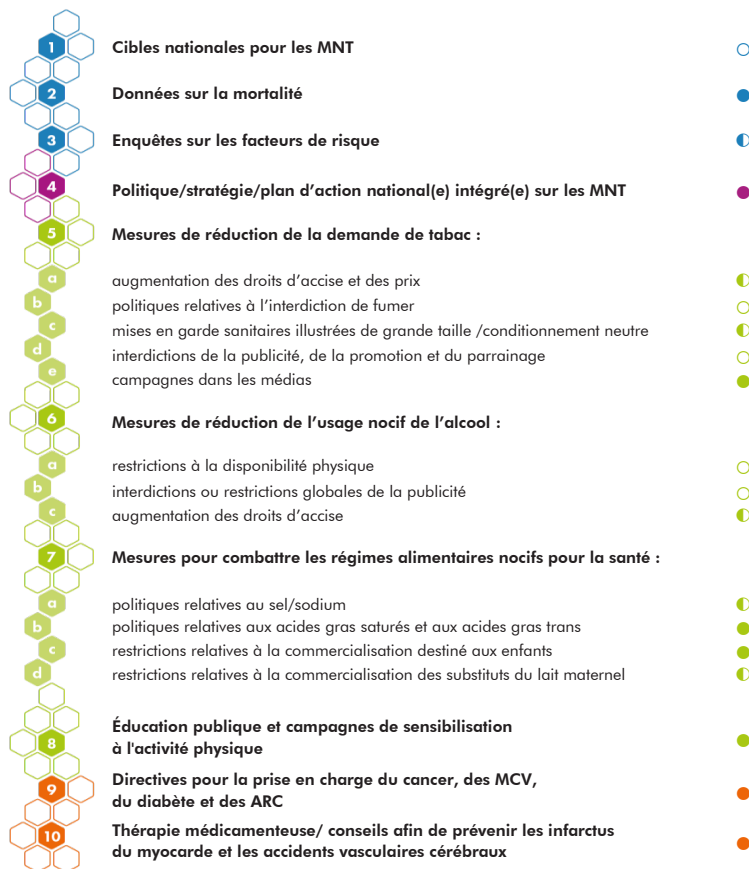 1 Cibles nationales pour les MNT
2 Données sur la mortalité
3 Enquêtes sur les facteurs de risque
4 Politique/stratégie/plan d’action national(e) intégré(e) sur les MNT
5 Mesures de réduction de la demande de tabac :
a augmentation des droits d’accise et des prix
b politiques relatives à l’interdiction de fumer
c mises en garde sanitaires illustrées de grande taille /conditionnement neutre
d interdictions de la publicité, de la promotion et du parrainage
e campagnes dans les médias
6 Mesures de réduction de l’usage nocif de l’alcool :
a restrictions à la disponibilité physique
b interdictions ou restrictions globales de la publicité
c augmentation des droits d’accise
7 Mesures pour combattre les régimes alimentaires nocifs pour la santé :
a politiques relatives au sel/sodium
b politiques relatives aux acides gras saturés et aux acides gras trans
c restrictions relatives à la commercialisation destiné aux enfants
d restrictions relatives à la commercialisation des substituts du lait maternel
8 Éducation publique et campagnes de sensibilisation
à l'activité physique
9 Directives pour la prise en charge du cancer, des MCV,
du diabète et des ARC
10 Thérapie médicamenteuse/ conseils afin de prévenir les infarctus
du myocarde et les accidents vasculaires cérébraux